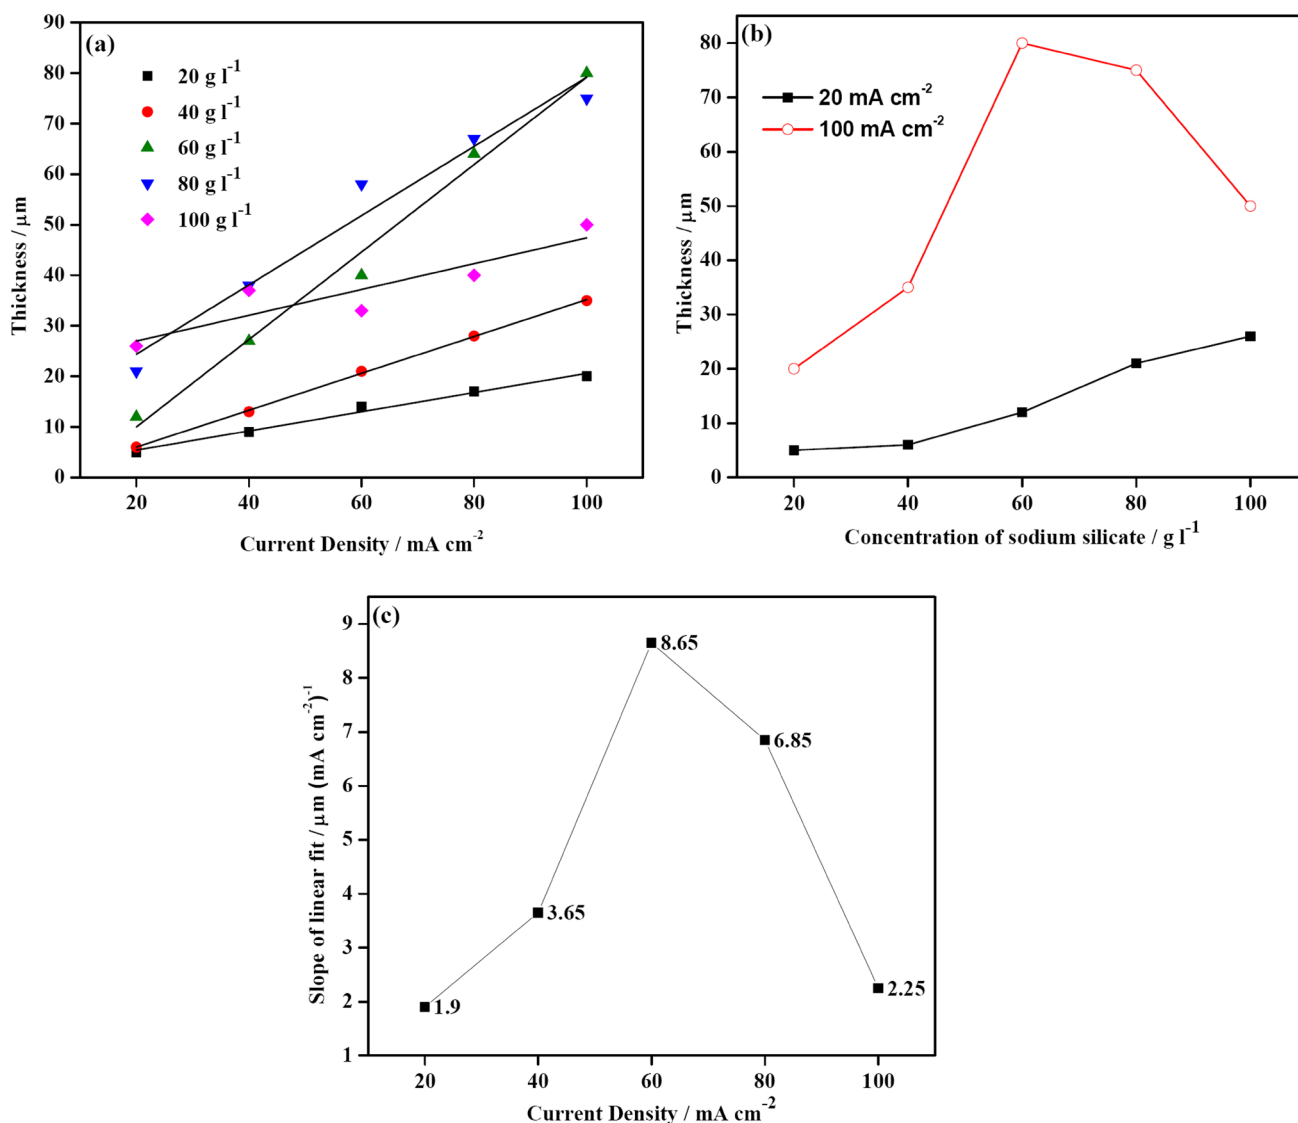 (a)
20 g l⁻¹
40 g l⁻¹
60 g l⁻¹
80 g l⁻¹
100 g l⁻¹
Thickness / μm
90
80
70
60
50
40
30
20
10
0
20 40 60 80 100
Current Density / mA cm⁻²
(b)
20 mA cm⁻²
100 mA cm⁻²
Thickness / μm
80
70
60
50
40
30
20
10
0
20 40 60 80 100
Concentration of sodium silicate / g l⁻¹
(c)
Slope of linear fit / μm (mA cm⁻²)⁻¹
9
8
7
6
5
4
3
2
1
8.65
6.85
3.65
2.25
1.9
20 40 60 80 100
Current Density / mA cm⁻²